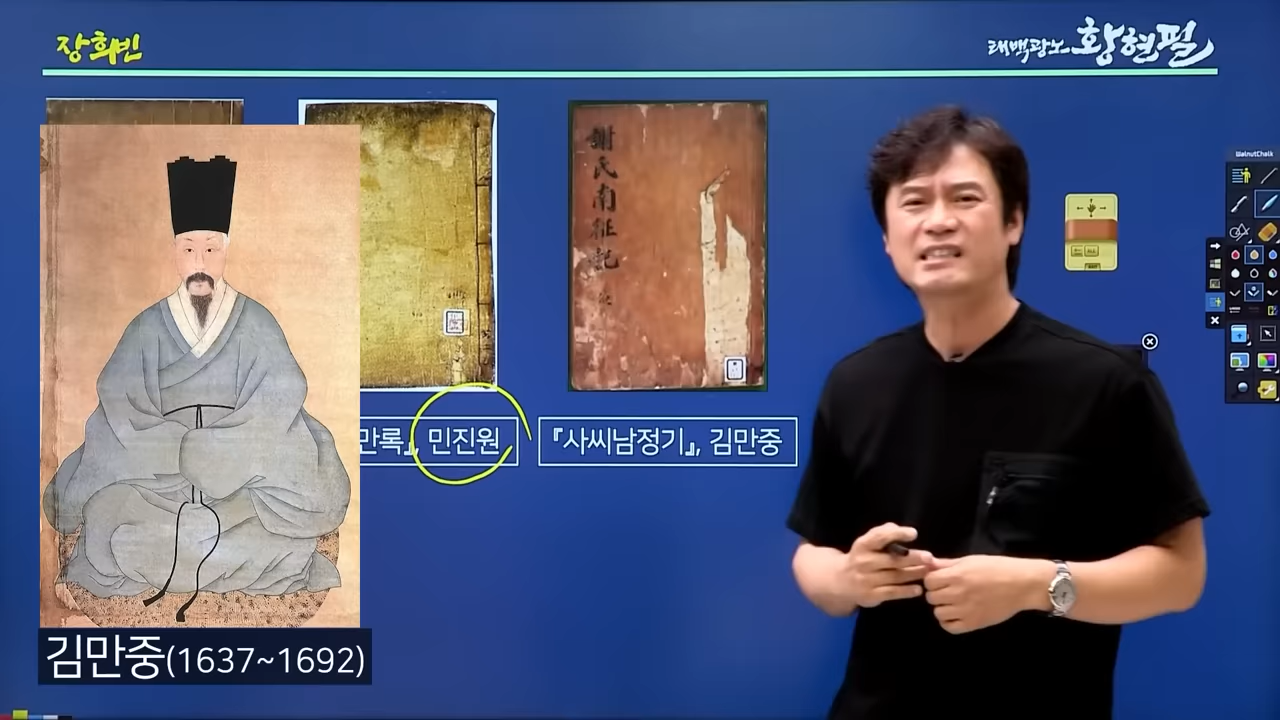 장희빈
태백광노 황현필
謝氏南征記
만록』, 민진원
『사씨남정기』, 김만중
김만중(1637~1692)
WalnutChalk